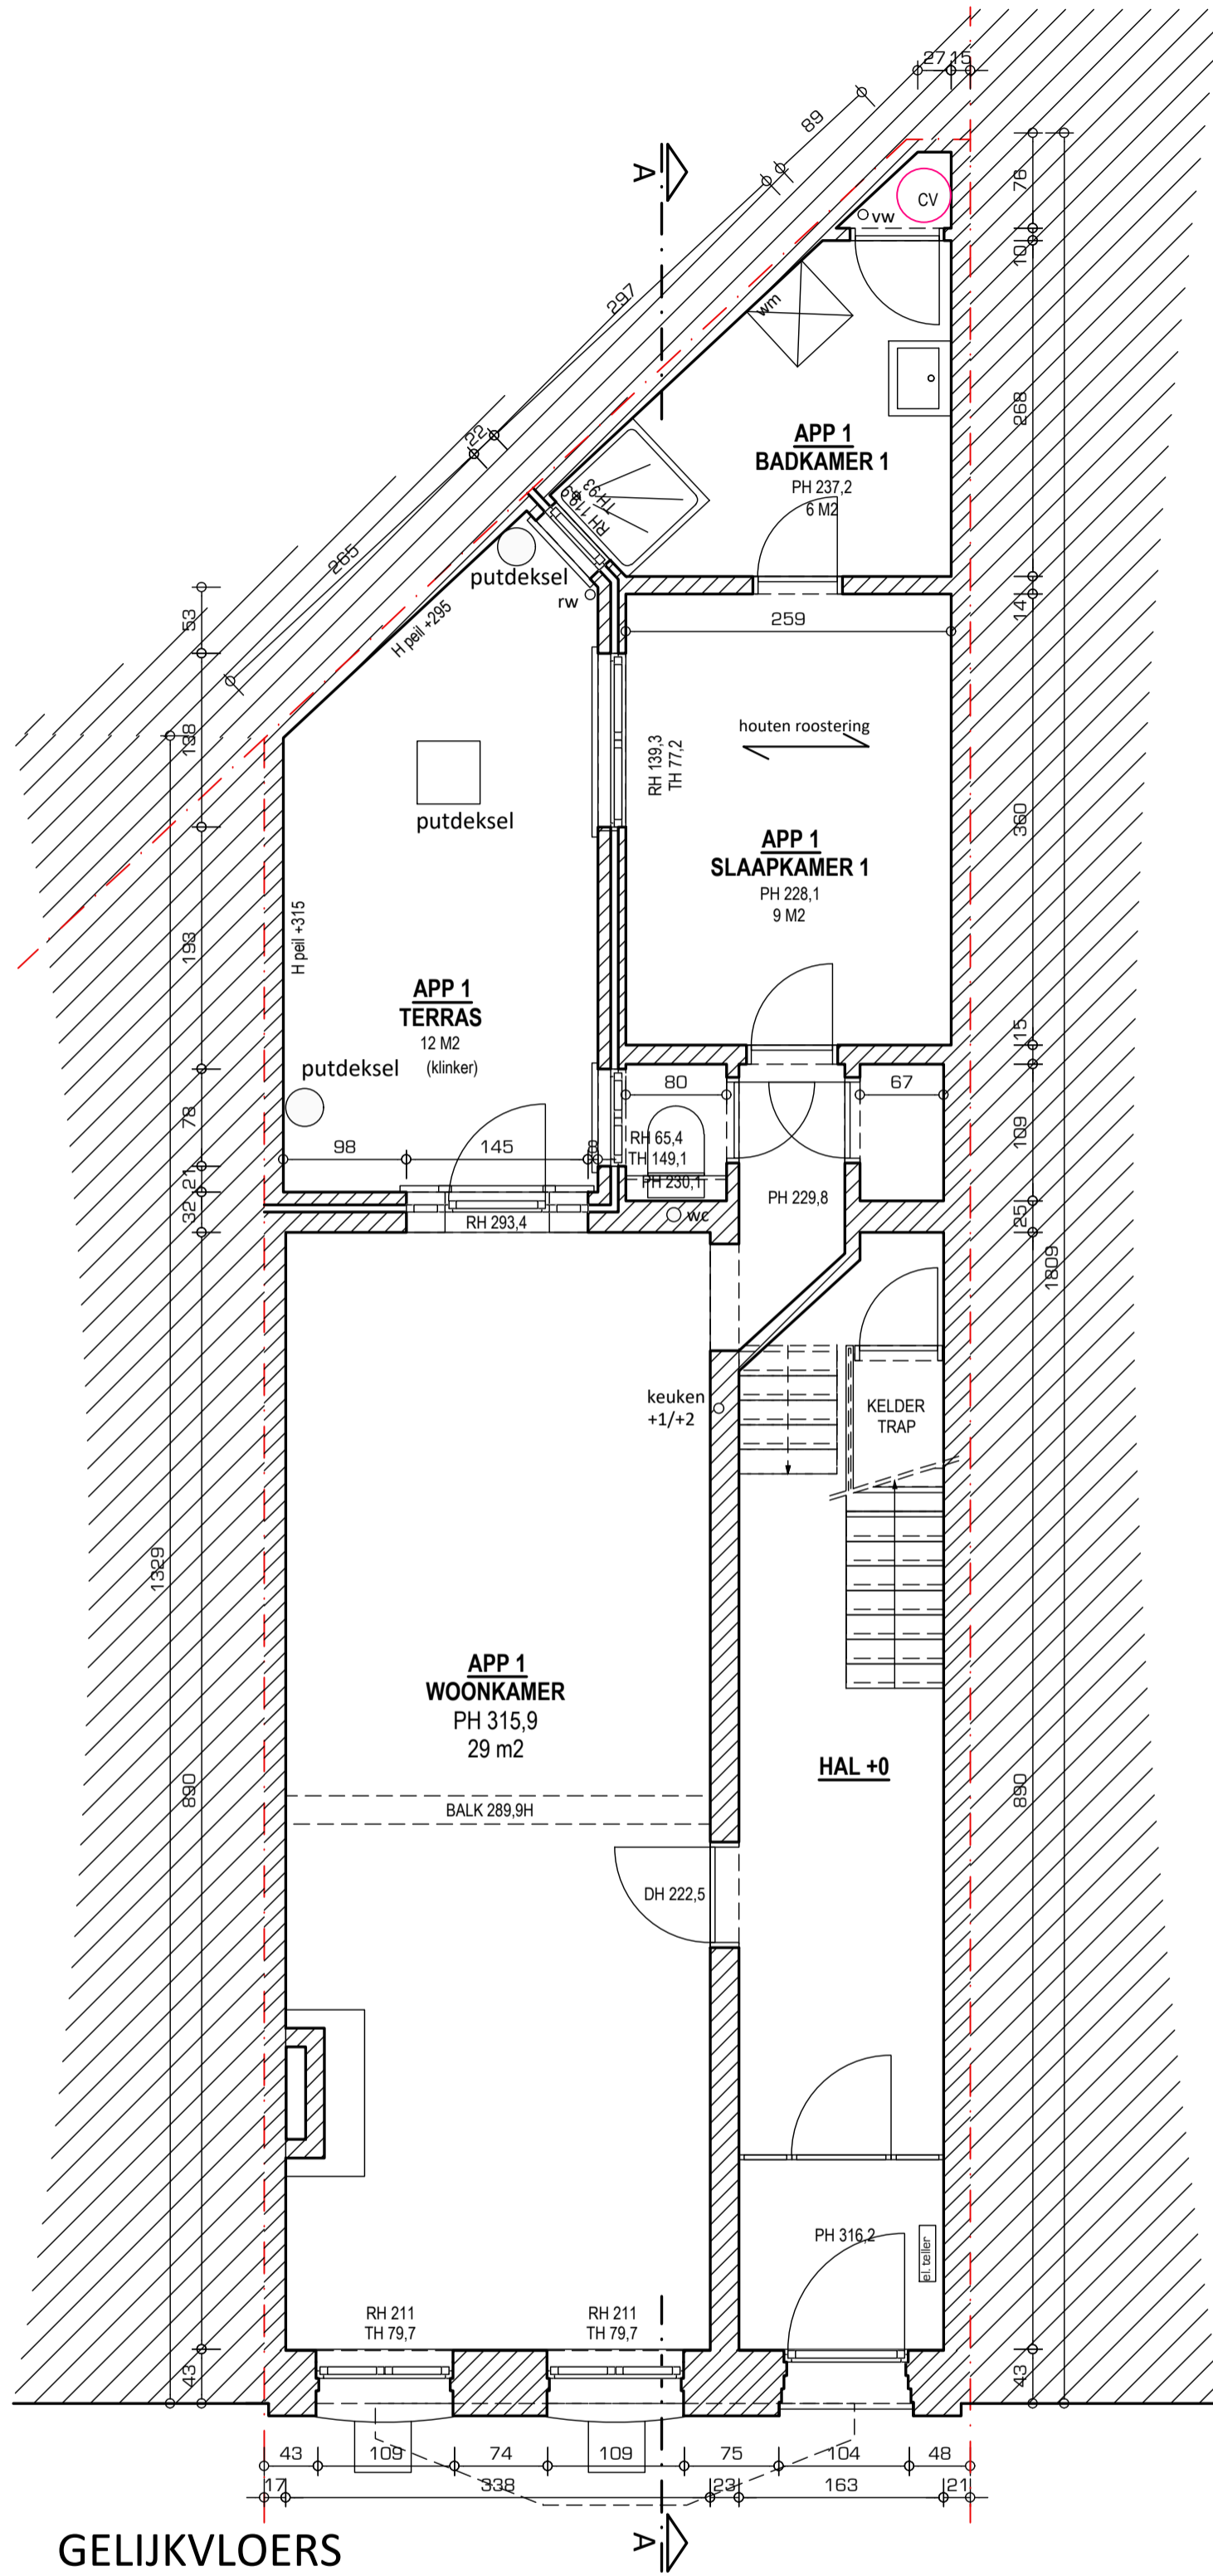 27
15
89
A
76
CV
vw
10
297
wm
268
22
APP 1
BADKAMER 1
PH 237,2
6 M2
RH 119,9
TH 93
265
putdeksel
rw
53
14
259
H peil +295
138
houten roostering
RH 139,3
TH 77,2
putdeksel
360
APP 1
SLAAPKAMER 1
PH 228,1
9 M2
193
H peil +315
APP 1
TERRAS
12 M2
(klinker)
putdeksel
15
80
67
78
109
98
145
8
RH 65,4
TH 149,1
PH 230,1
PH 229,8
21
32
RH 293,4
wc
25
1809
keuken
+1/+2
KELDER
TRAP
1329
APP 1
WOONKAMER
PH 315,9
29 m2
HAL +0
890
890
BALK 289,9H
DH 222,5
PH 316,2
el. teller
RH 211
TH 79,7
RH 211
TH 79,7
43
43
43
109
74
109
75
104
48
17
338
23
163
21
A
GELIJKVLOERS